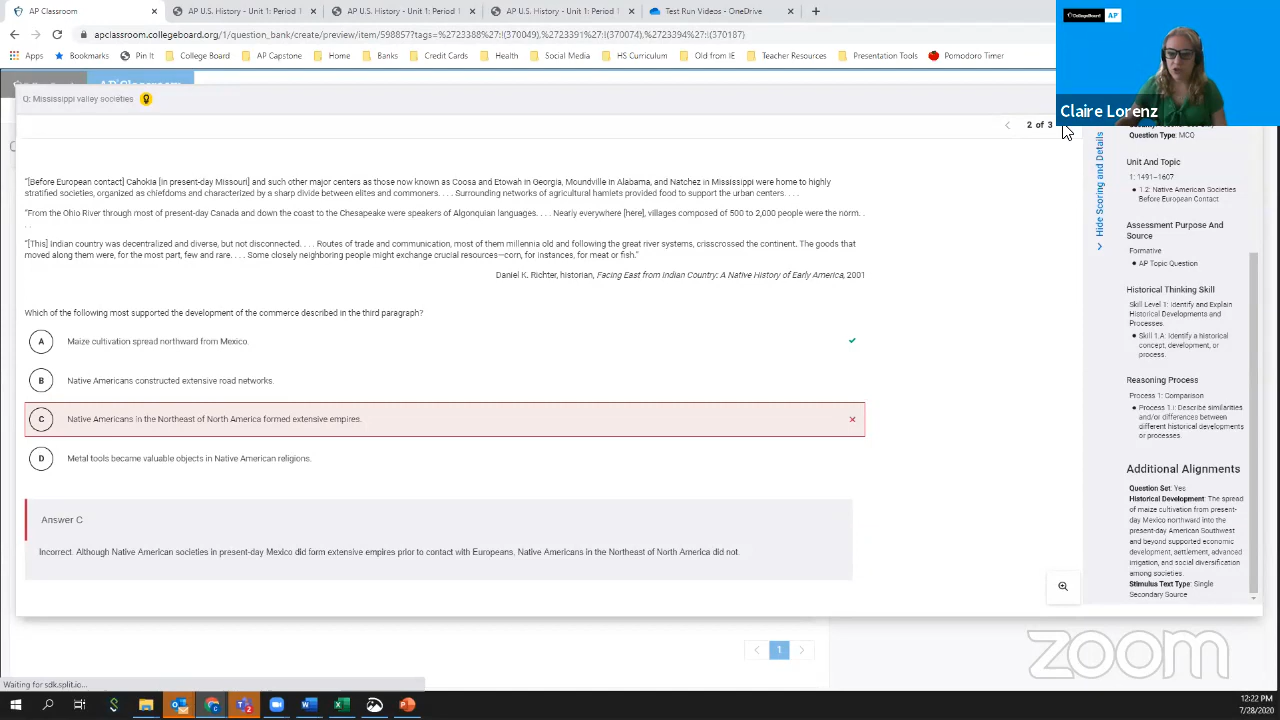 AP Classroom
AP U.S. History - Unit 1: Period 1
AP U.S. History - Unit 1: Period 1
AP U.S. History - Unit 1: Period 1
Test Run Videos - OneDrive
Apps
Bookmarks
Pin It
College Board
AP Capstone
Home
Banks
Credit Cards
Health
Social Media
HS Curriculum
Old from IE
Teacher Resources
Presentation Templates
Pomodoro Timer
CollegeBoard AP
Claire Lorenz
Q: Mississippi valley societies
2 of 3
"[Before European contact] Cahokia [in present-day Missouri] and such other major centers as those now known as Coosa and Etowah in Georgia, Moundville in Alabama, and Natchez in Mississippi were home to highly
stratified societies, organized as chiefdoms and characterized by a sharp divide between elites and commoners. . . . Surrounding networks of agricultural hamlets provided food to support the urban centers. . . .
"From the Ohio River through most of present-day Canada and down the coast to the Chesapeake were speakers of Algonquian languages. . . . Nearly everywhere [here], villages composed of 500 to 2,000 people were the norm. .
. .
"[This] Indian country was decentralized and diverse, but not disconnected. . . . Routes of trade and communication, most of them millennia old and following the great river systems, crisscrossed the continent. The goods that
moved along them were, for the most part, few and rare. . . . Some closely neighboring people might exchange crucial resources—corn, for instances, for meat or fish."
Daniel K. Richter, historian, Facing East from Indian Country: A Native History of Early America, 2001
Which of the following most supported the development of the commerce described in the third paragraph?
A Maize cultivation spread northward from Mexico.
B Native Americans constructed extensive road networks.
C Native Americans in the Northeast of North America formed extensive empires.
D Metal tools became valuable objects in Native American religions.
Answer C
Incorrect. Although Native American societies in present-day Mexico did form extensive empires prior to contact with Europeans, Native Americans in the Northeast of North America did not.
Hide Scoring and Details
Question Type: MCQ
Unit And Topic
1: 1491–1607
1.2: Native American Societies
Before European Contact
Assessment Purpose And
Source
Formative
AP Topic Question
Historical Thinking Skill
Skill Level 1: Identify and Explain
Historical Developments and
Processes.
Skill 1.A: Identify a historical
concept, development, or
process.
Reasoning Process
Process 1: Comparison
Process 1.i: Describe similarities
and/or differences between
different historical developments
or processes.
Additional Alignments
Question Set: Yes
Historical Development: The spread
of maize cultivation from present-
day Mexico northward into the
present-day American Southwest
and beyond supported economic
development, settlement, advanced
irrigation, and social diversification
among societies.
Stimulus Text Type: Single
Secondary Source
1
zoom
Waiting for sdk.split.io...
12:22 PM
7/28/2020